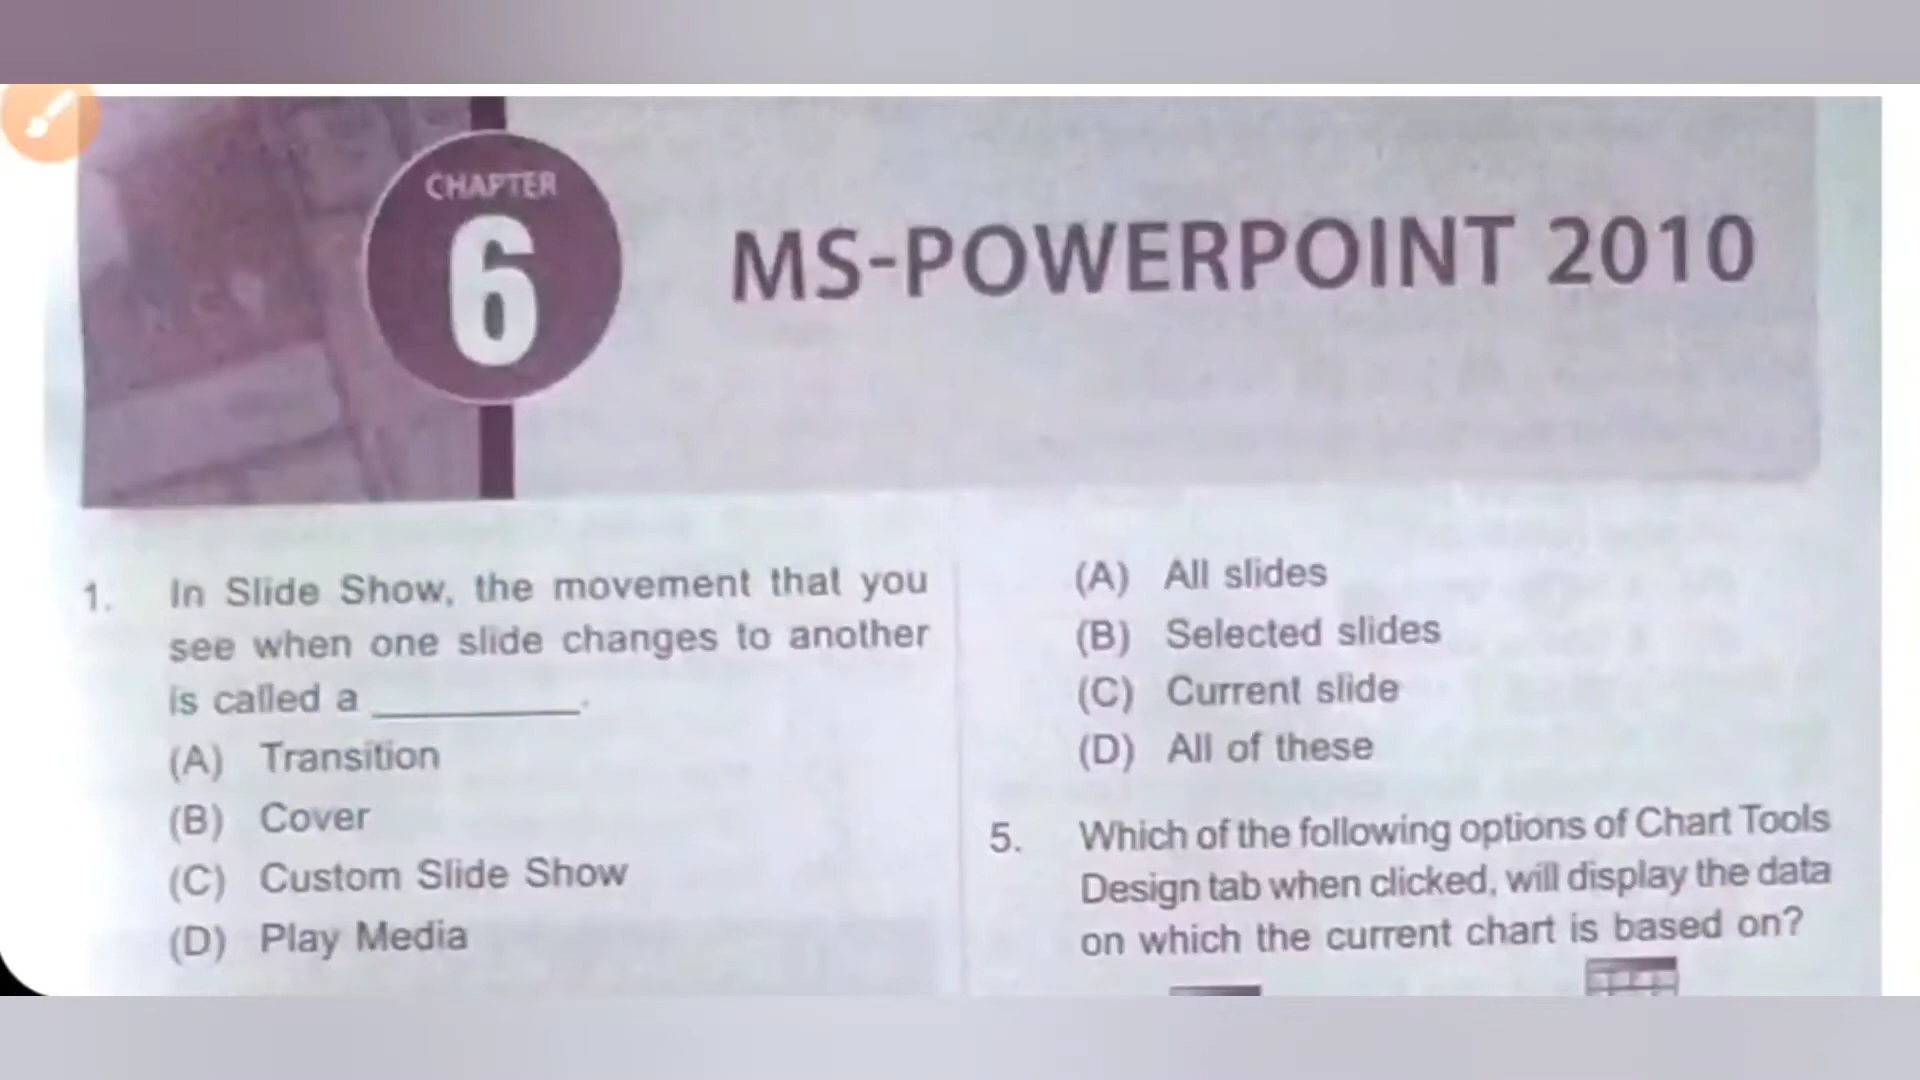 CHAPTER
6
MS-POWERPOINT 2010
1. In Slide Show, the movement that you
see when one slide changes to another
is called a __________.
(A) Transition
(B) Cover
(C) Custom Slide Show
(D) Play Media
(A) All slides
(B) Selected slides
(C) Current slide
(D) All of these
5. Which of the following options of Chart Tools
Design tab when clicked, will display the data
on which the current chart is based on?